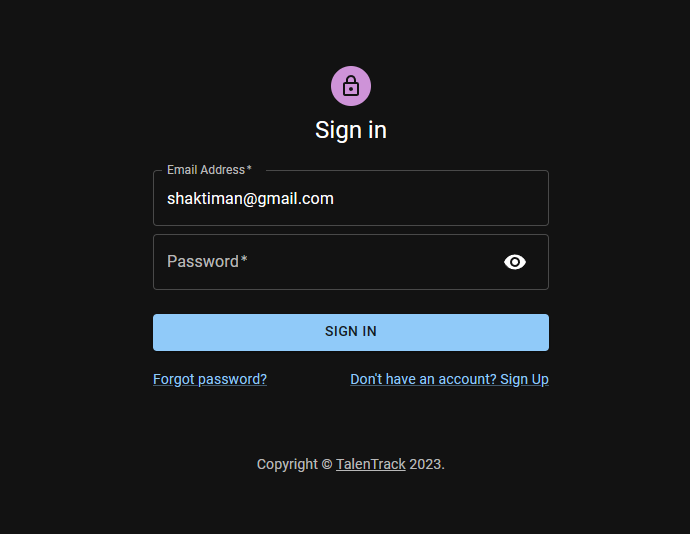 Sign in
Email Address *
shaktiman@gmail.com
Password *
SIGN IN
Forgot password? Don't have an account? Sign Up
Copyright © TalenTrack 2023.